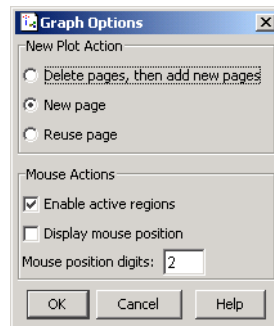 Graph Options
New Plot Action
Delete pages, then add new pages
New page
Reuse page
Mouse Actions
Enable active regions
Display mouse position
Mouse position digits: 2
OK Cancel Help